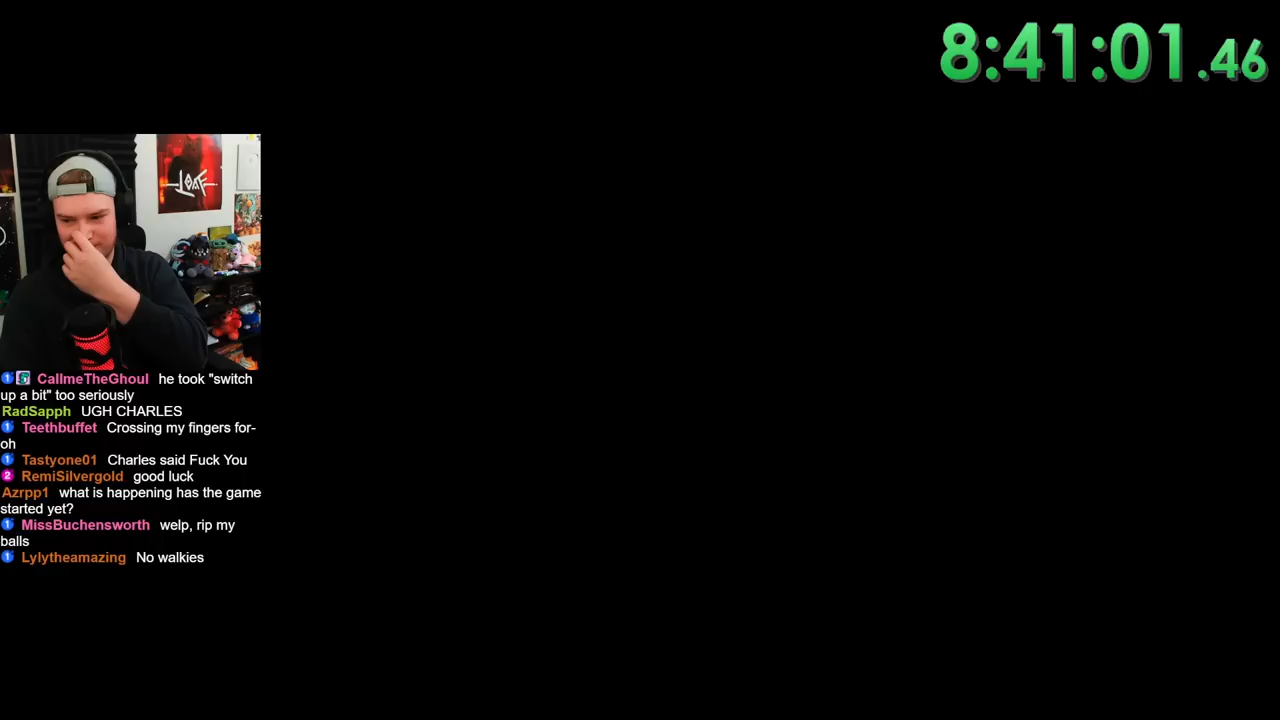 8:41:01.46
LOAF
CallmeTheGhoul he took "switch
up a bit" too seriously
RadSapph UGH CHARLES
Teethbuffet Crossing my fingers for-
oh
Tastyone01 Charles said Fuck You
RemiSilvergold good luck
Azrpp1 what is happening has the game
started yet?
MissBuchensworth welp, rip my
balls
Lylytheamazing No walkies